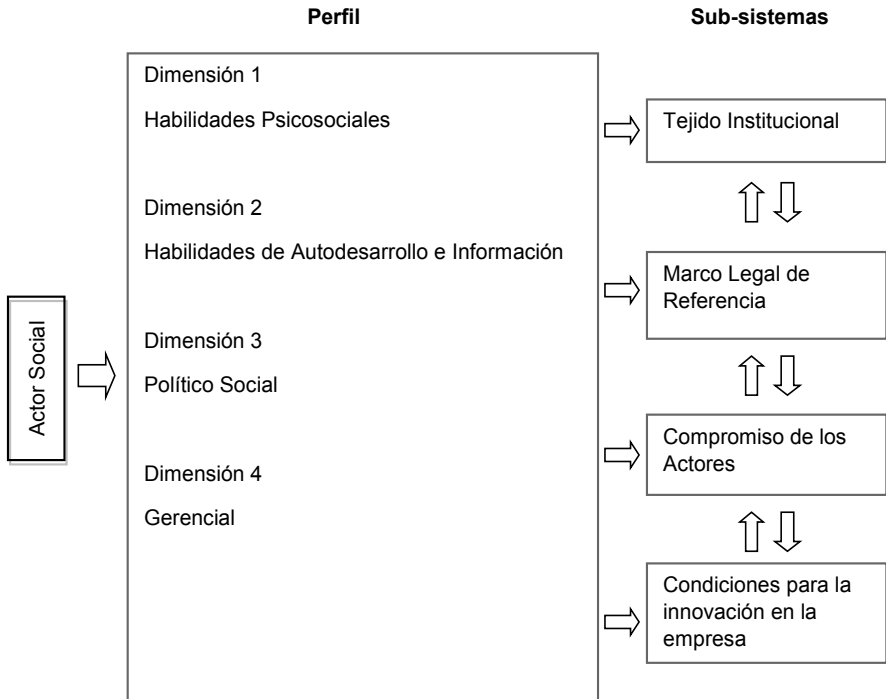 Perfil
Sub-sistemas
Actor Social
Dimensión 1
Habilidades Psicosociales
Dimensión 2
Habilidades de Autodesarrollo e Información
Dimensión 3
Político Social
Dimensión 4
Gerencial
Tejido Institucional
Marco Legal de
Referencia
Compromiso de los
Actores
Condiciones para la
innovación en la
empresa